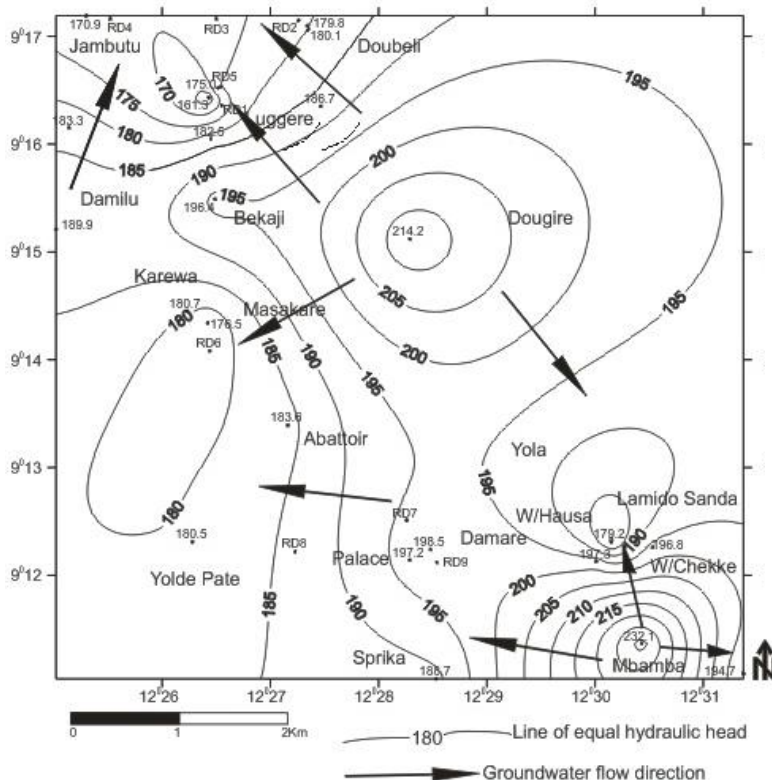 9°17
170.9
RD4
RD3
RD2
179.8
180.1
Jambutu
Doubeli
170
175.0
RD5
161.3
RD1
186.7
195
175
uggere
83.3
180
182.5
9°16
185
200
190
195
Damilu
196.4
Bekaji
Dougire
189.9
214.2
9°15
Karewa
205
195
180.7
Masakare
180
176.5
9°14
RD6
185
190
200
195
183.6
Abattoir
Yola
9°13
195
Lamido Sanda
180
RD7
W/Hausa
179.2
190
180.5
RD8
198.5
Damare
197.3
196.8
9°12
Palace
197.2
RD9
W/Chekke
Yolde Pate
200
185
190
195
205
210
215
232.1
Sprika
Mbamba
194.7
N
12°26
12°27
12°28
12°29
12°30
12°31
0
1
2Km
180
Line of equal hydraulic head
Groundwater flow direction